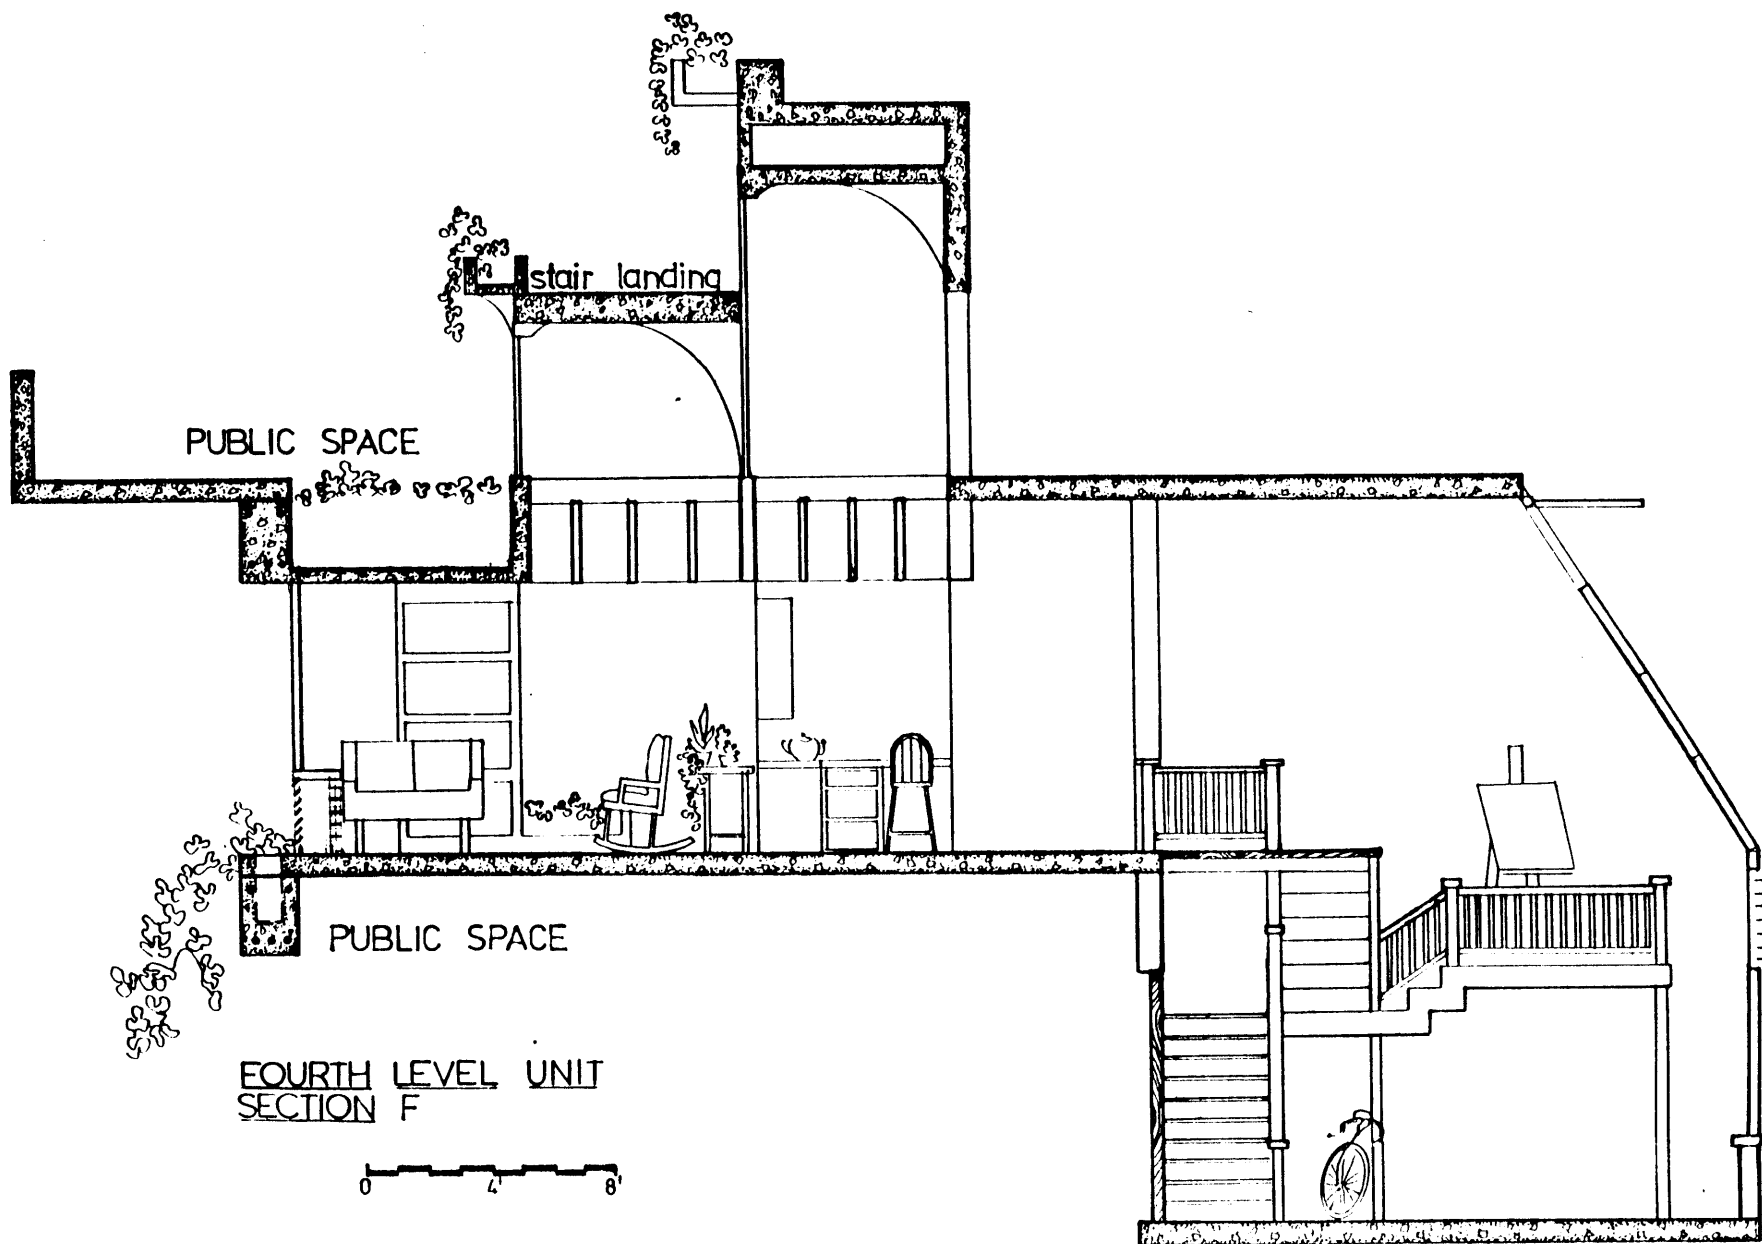 stair landing
PUBLIC SPACE
PUBLIC SPACE
FOURTH LEVEL UNIT
SECTION F
0 4' 8'